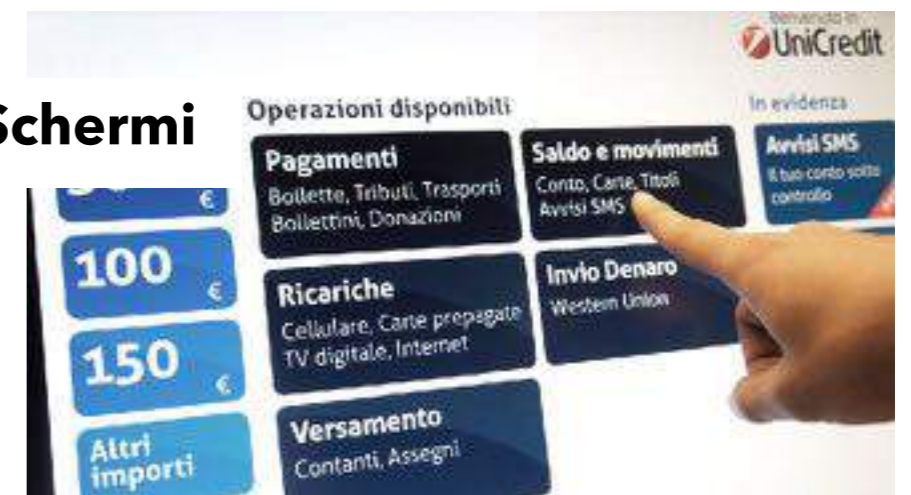 Schermi
Benvenuto in
UniCredit
Operazioni disponibili
In evidenza
€
100
€
150
€
Altri
importi
Pagamenti
Bollette, Tributi, Trasporti
Bollettini, Donazioni
Ricariche
Cellulare, Carte prepagate
TV digitale, Internet
Versamento
Contanti, Assegni
Saldo e movimenti
Conto, Carte, Titoli
Avvisi SMS
Invio Denaro
Western Union
Avvisi SMS
Il tuo conto sotto
controllo